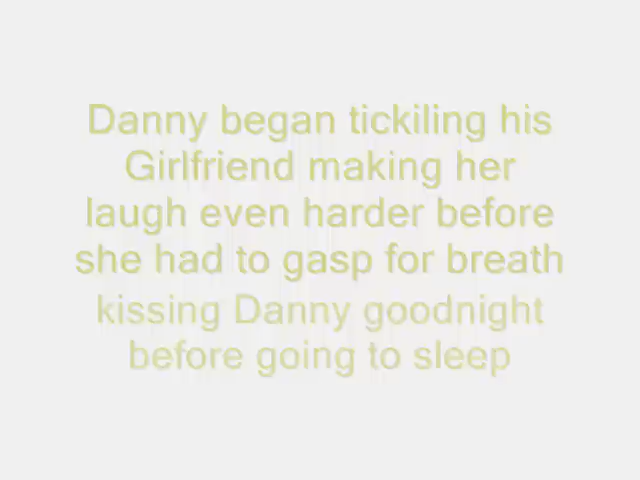 Danny began tickiling his
Girlfriend making her
laugh even harder before
she had to gasp for breath
kissing Danny goodnight
before going to sleep